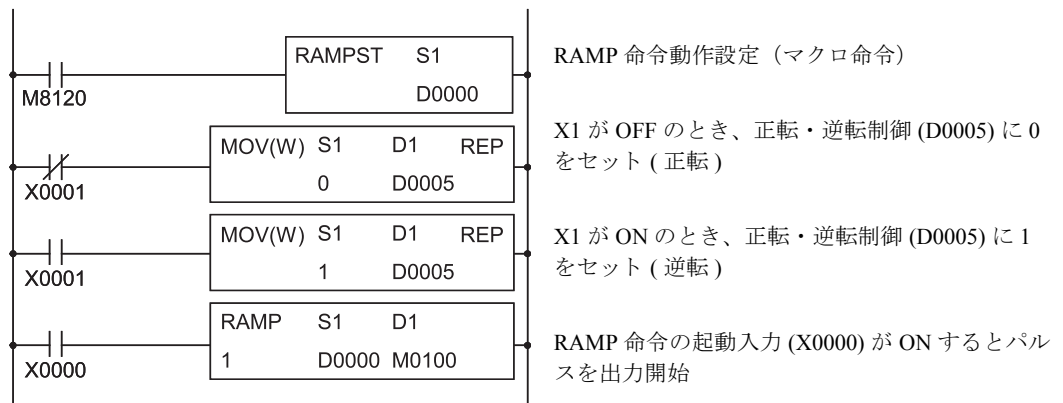 RAMPST S1
D0000
M8120
RAMP 命令動作設定(マクロ命令)
MOV(W) S1 D1 REP
0 D0005
X0001
X1 が OFF のとき、正転・逆転制御 (D0005) に 0
をセット ( 正転 )
MOV(W) S1 D1 REP
1 D0005
X0001
X1 が ON のとき、正転・逆転制御 (D0005) に 1
をセット ( 逆転 )
RAMP S1 D1
1 D0000 M0100
X0000
RAMP 命令の起動入力 (X0000) が ON するとパル
スを出力開始